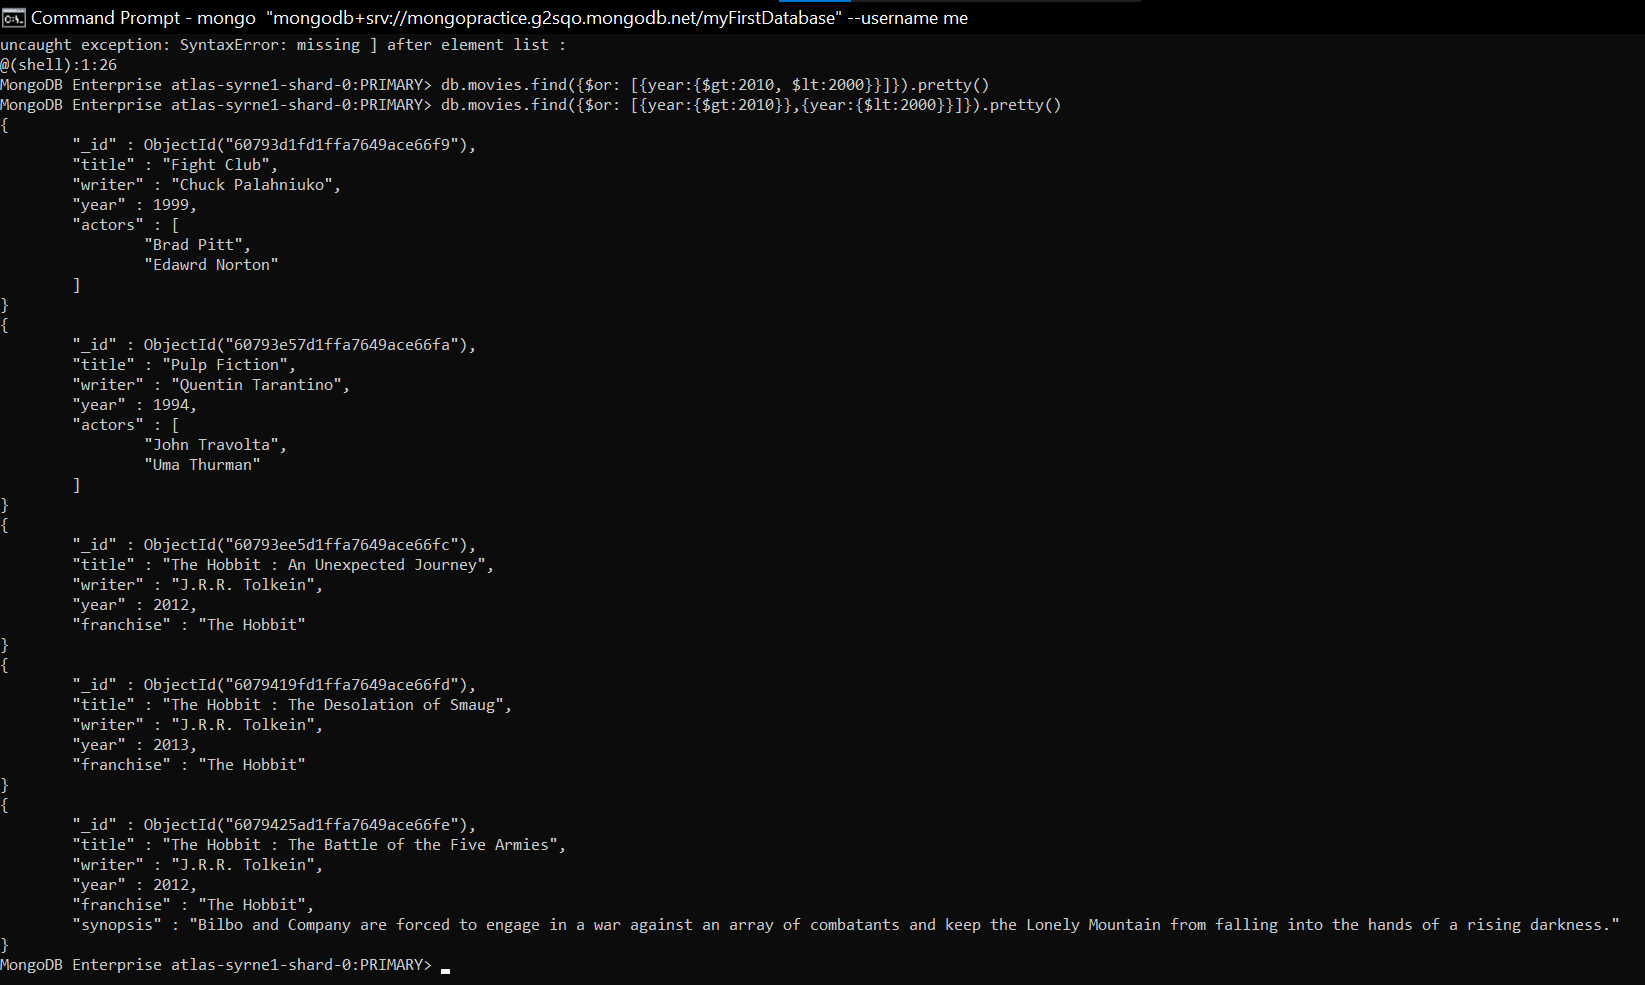 Command Prompt - mongo  "mongodb+srv://mongopractice.g2sqo.mongodb.net/myFirstDatabase" --username me
uncaught exception: SyntaxError: missing ] after element list :
@(shell):1:26
MongoDB Enterprise atlas-syrne1-shard-0:PRIMARY> db.movies.find({$or: [{year:{$gt:2010, $lt:2000}}]}).pretty()
MongoDB Enterprise atlas-syrne1-shard-0:PRIMARY> db.movies.find({$or: [{year:{$gt:2010}},{year:{$lt:2000}}]}).pretty()
{
        "_id" : ObjectId("60793d1fd1ffa7649ace66f9"),
        "title" : "Fight Club",
        "writer" : "Chuck Palahniuko",
        "year" : 1999,
        "actors" : [
                "Brad Pitt",
                "Edawrd Norton"
        ]
}
{
        "_id" : ObjectId("60793e57d1ffa7649ace66fa"),
        "title" : "Pulp Fiction",
        "writer" : "Quentin Tarantino",
        "year" : 1994,
        "actors" : [
                "John Travolta",
                "Uma Thurman"
        ]
}
{
        "_id" : ObjectId("60793ee5d1ffa7649ace66fc"),
        "title" : "The Hobbit : An Unexpected Journey",
        "writer" : "J.R.R. Tolkein",
        "year" : 2012,
        "franchise" : "The Hobbit"
}
{
        "_id" : ObjectId("6079419fd1ffa7649ace66fd"),
        "title" : "The Hobbit : The Desolation of Smaug",
        "writer" : "J.R.R. Tolkein",
        "year" : 2013,
        "franchise" : "The Hobbit"
}
{
        "_id" : ObjectId("6079425ad1ffa7649ace66fe"),
        "title" : "The Hobbit : The Battle of the Five Armies",
        "writer" : "J.R.R. Tolkein",
        "year" : 2012,
        "franchise" : "The Hobbit",
        "synopsis" : "Bilbo and Company are forced to engage in a war against an array of combatants and keep the Lonely Mountain from falling into the hands of a rising darkness."
}
MongoDB Enterprise atlas-syrne1-shard-0:PRIMARY>